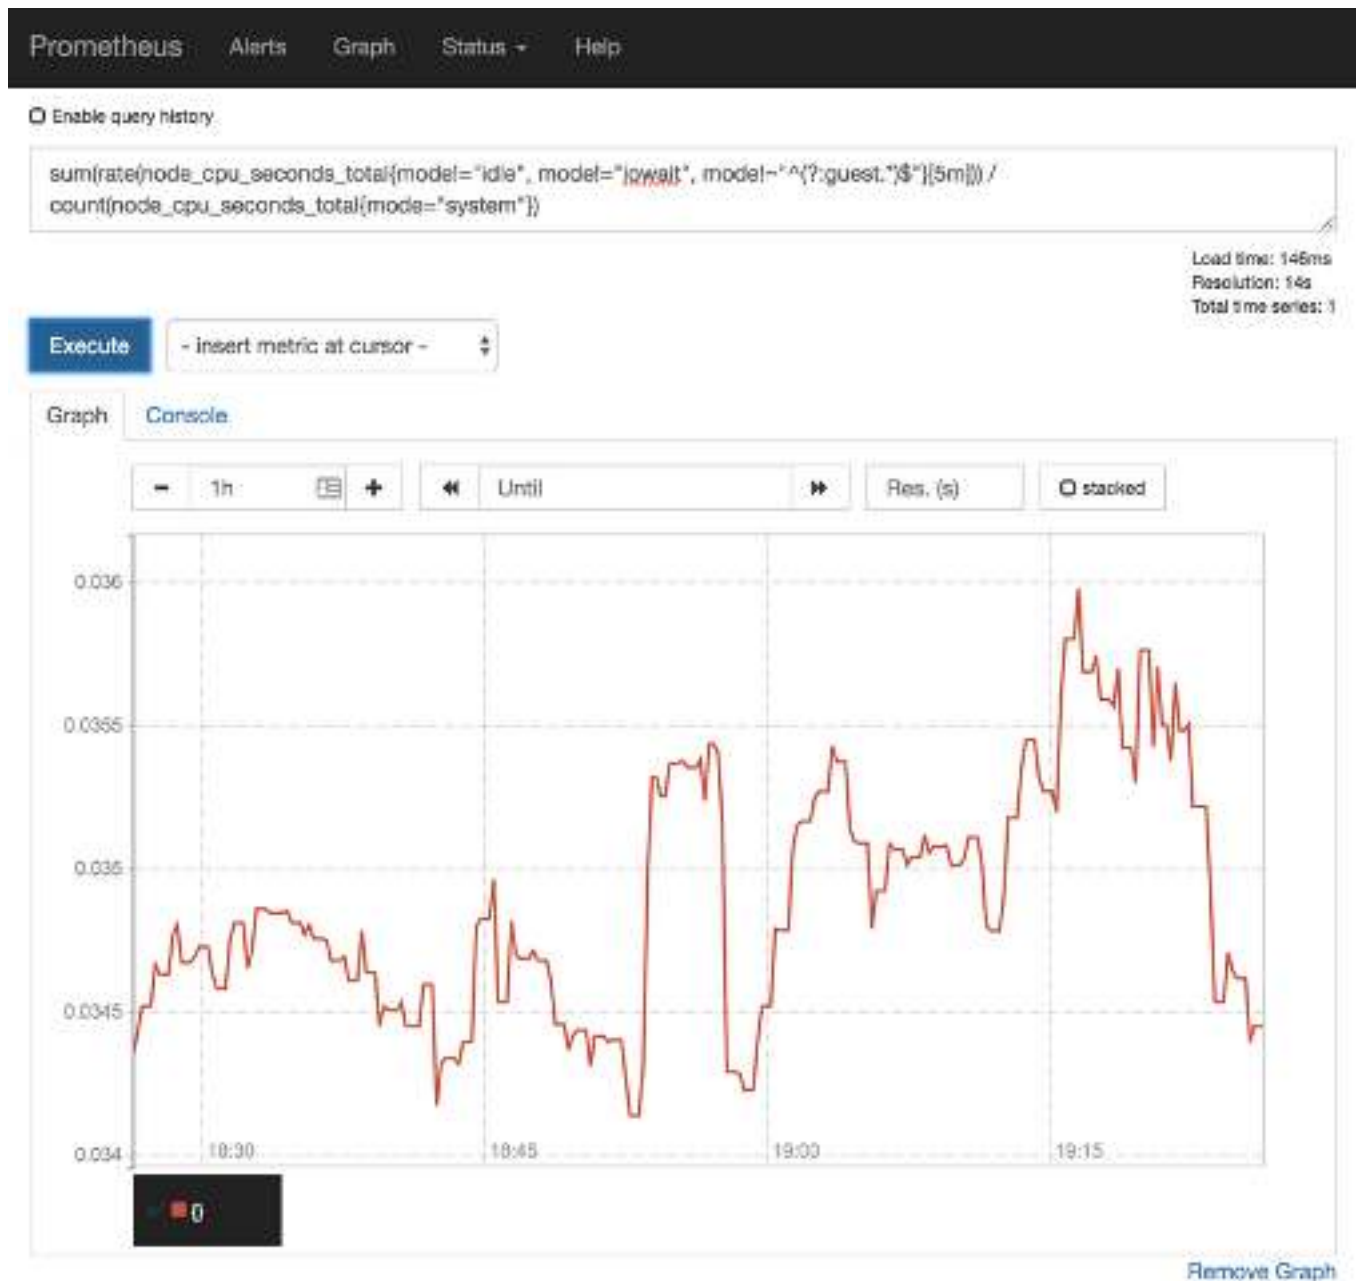 Prometheus Alerts Graph Status Help
Enable query history
sum(rate(node_cpu_seconds_total{mode!="idle", mode!="iowait", mode!~"^(?:guest.*)$"}[5m])) /
count(node_cpu_seconds_total{mode="system"})
Load time: 146ms
Resolution: 14s
Total time series: 1
Execute - insert metric at cursor -
Graph Console
1h Until Res. (s) stacked
0.036
0.0355
0.035
0.0345
0.034
18:30 18:45 19:00 19:15
{}
Remove Graph